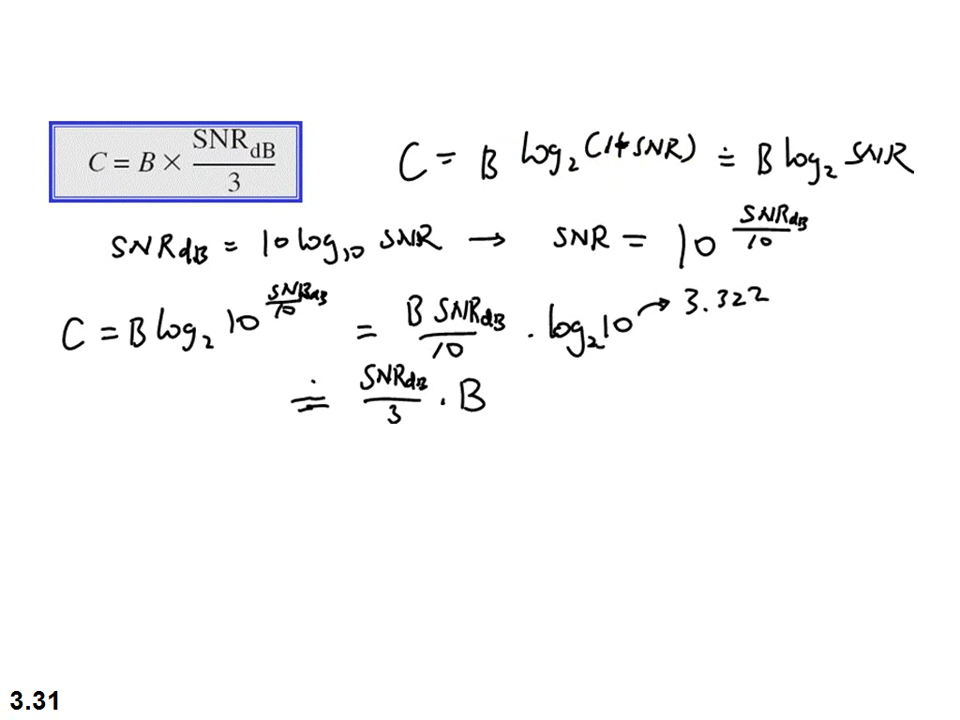 C = B × SNR_dB / 3
C = B log₂ (1+SNR) ≐ B log₂ SNR
SNR_dB = 10 log₁₀ SNR → SNR = 10^(SNR_dB / 10)
C = B log₂ 10^(SNR_dB / 10) = B SNR_dB / 10 · log₂10 → 3.322
≐ SNR_dB / 3 · B
3.31